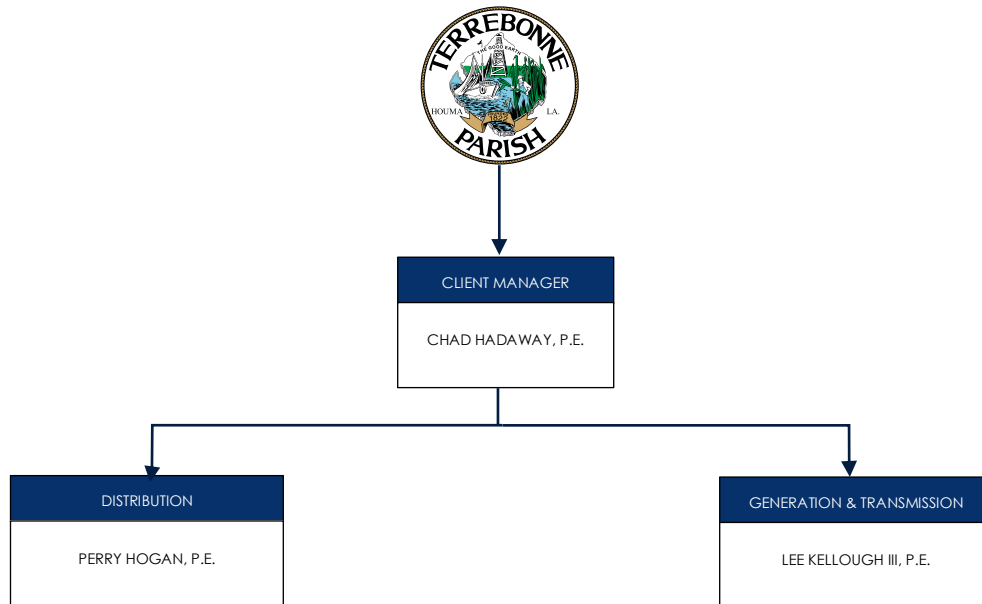 TERREBONNE
THE GOOD EARTH
HOUMA LA.
1822
PARISH
CLIENT MANAGER
CHAD HADAWAY, P.E.
DISTRIBUTION
GENERATION & TRANSMISSION
PERRY HOGAN, P.E.
LEE KELLOUGH III, P.E.